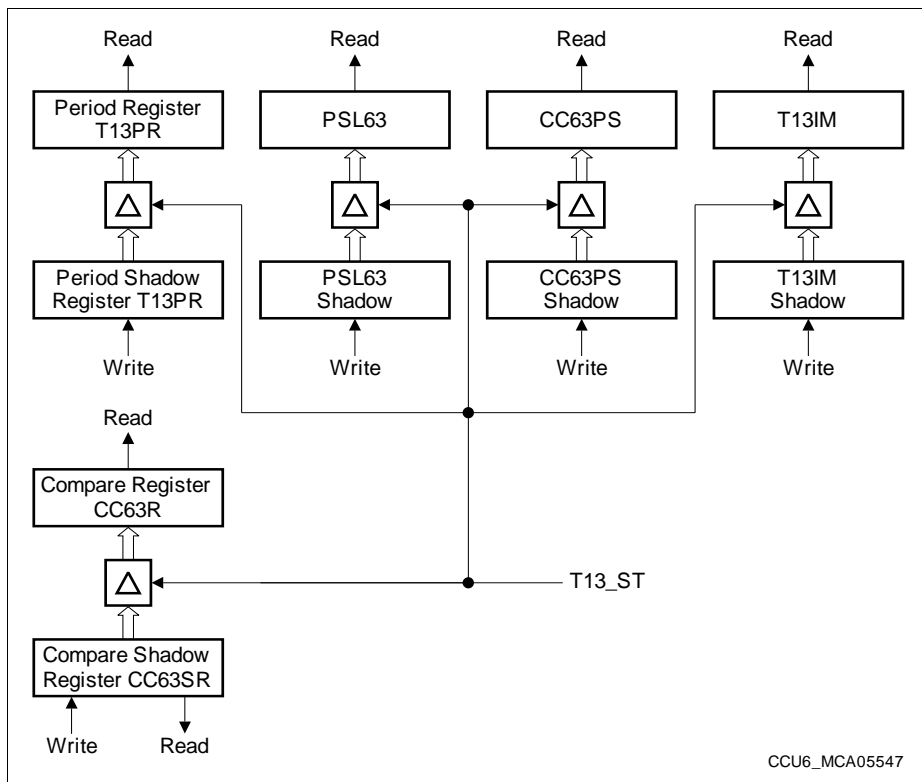 Read
Read
Read
Read
Period Register
T13PR
PSL63
CC63PS
T13IM
Period Shadow
Register T13PR
PSL63
Shadow
CC63PS
Shadow
T13IM
Shadow
Write
Write
Write
Write
Read
Compare Register
CC63R
T13_ST
Compare Shadow
Register CC63SR
Write
Read
CCU6_MCA05547